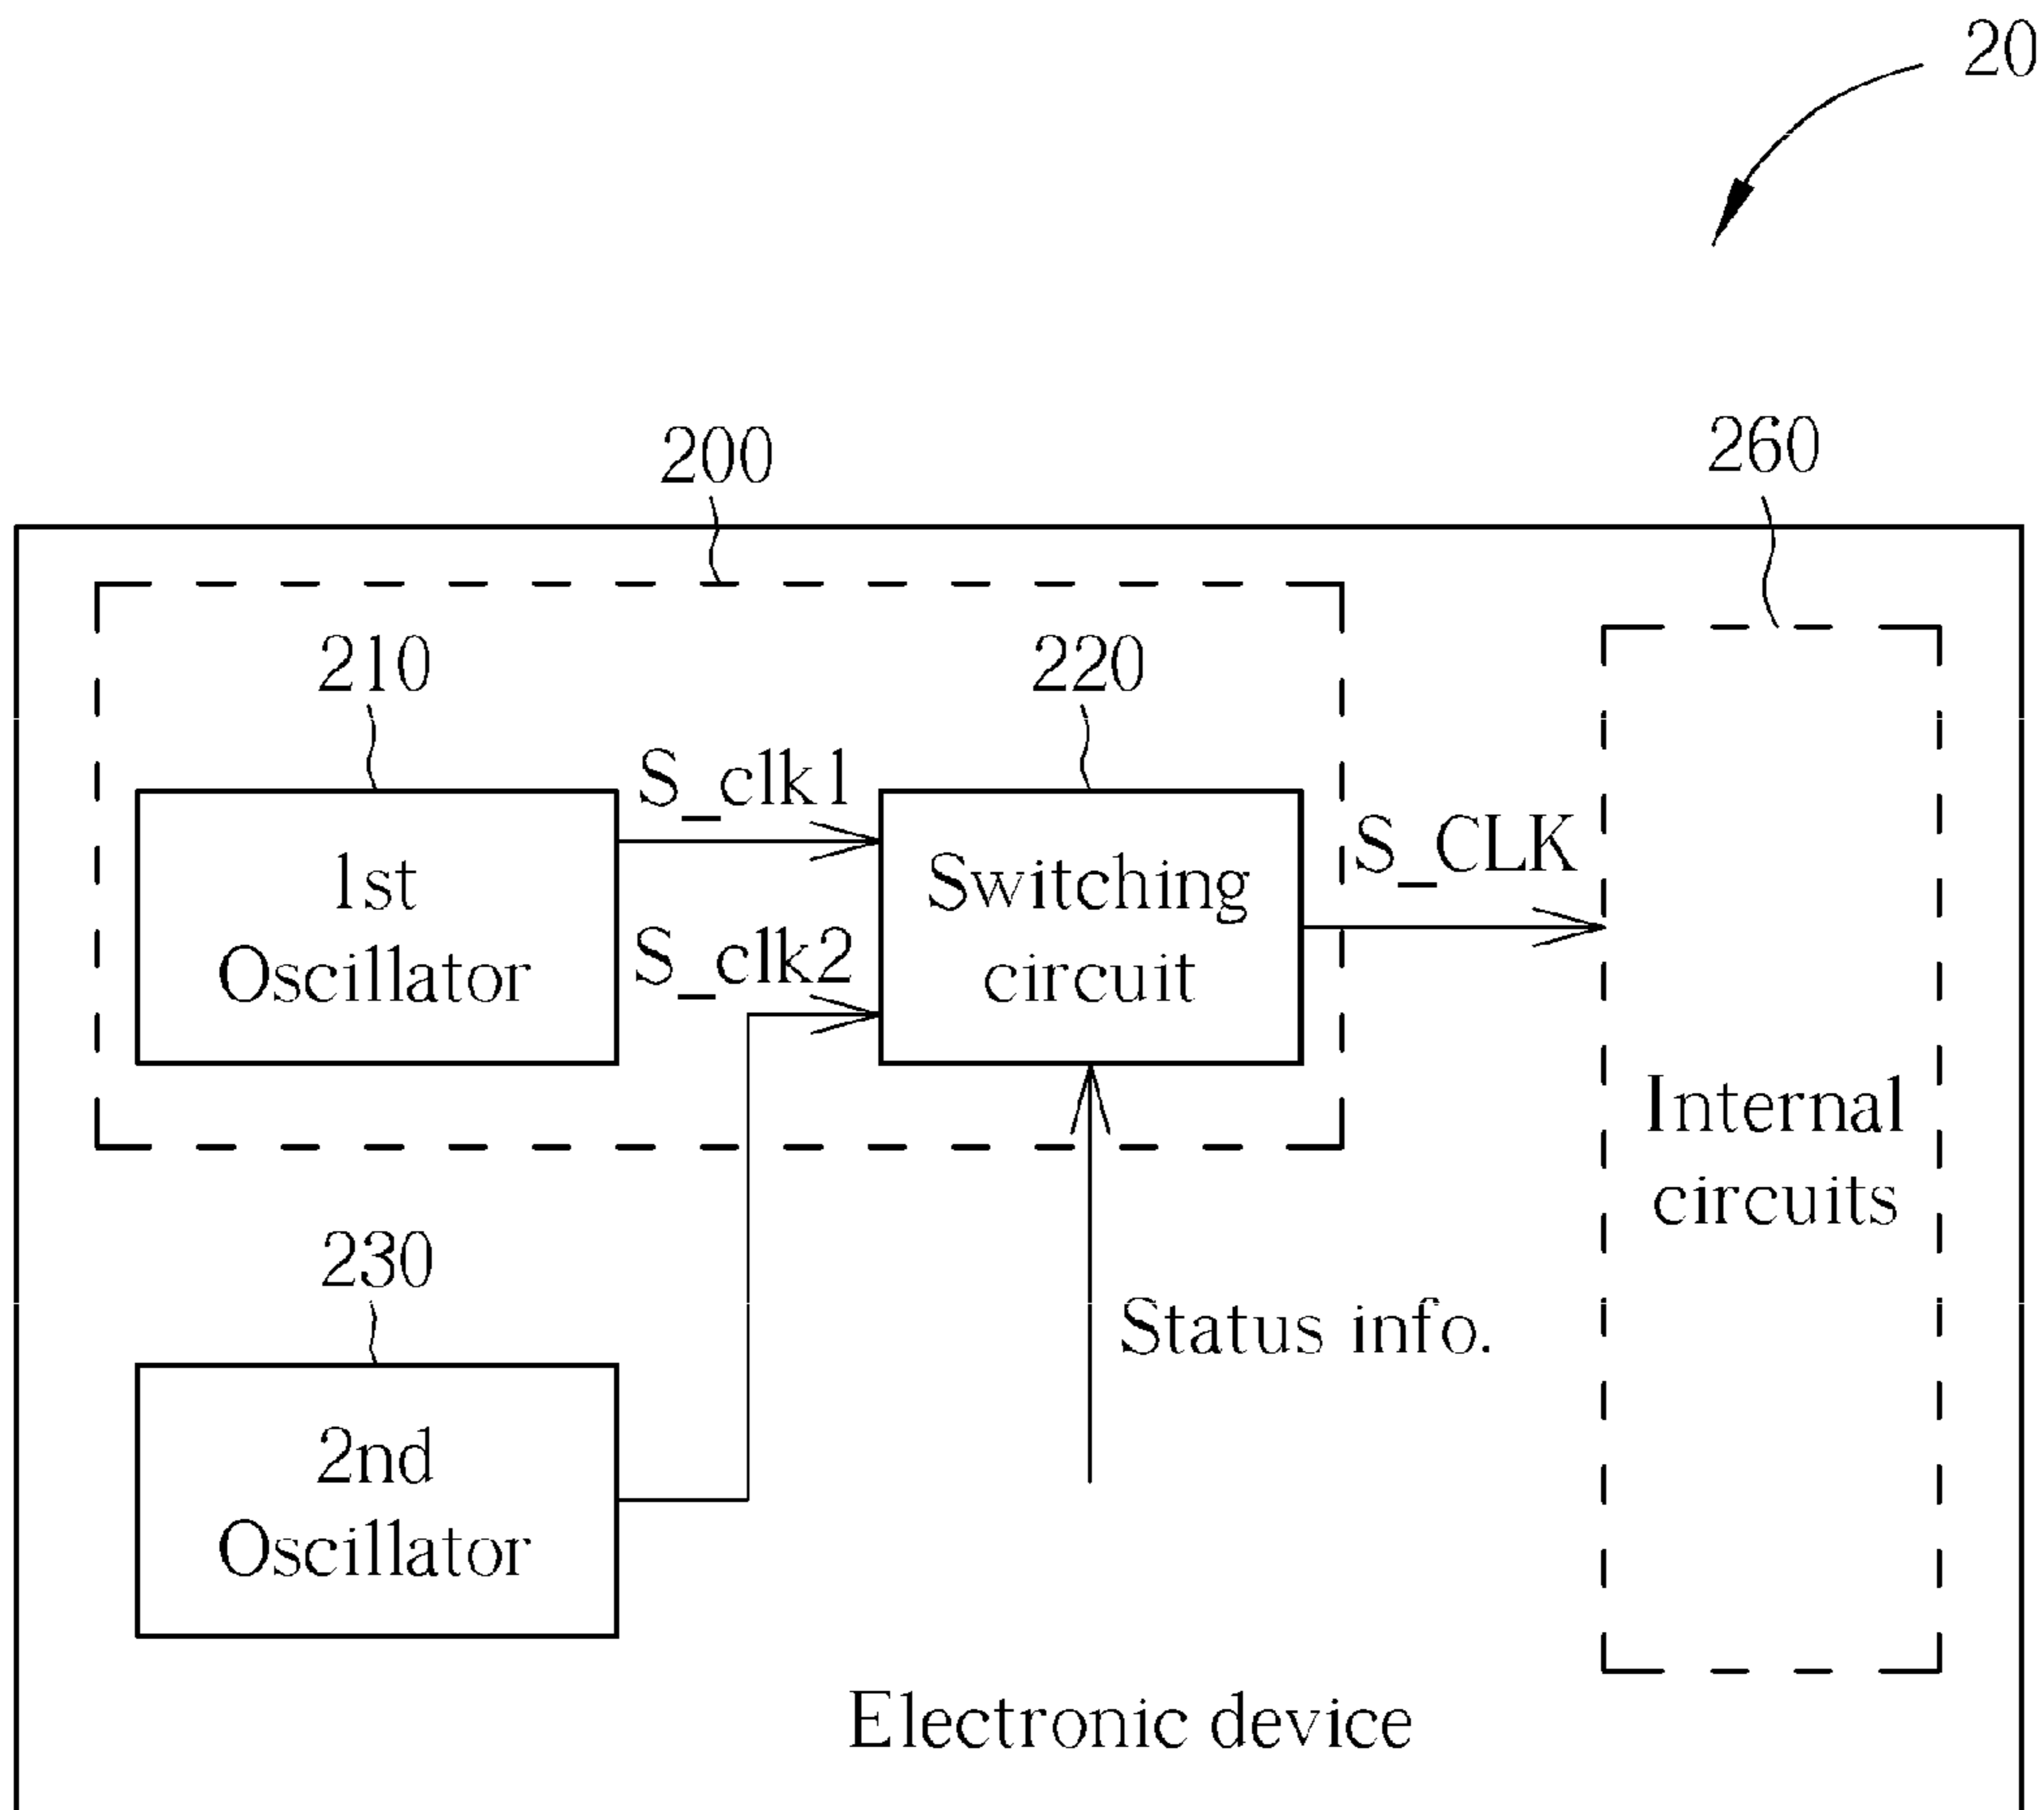 20
200
260
210
220
S_clk1
S_CLK
1st
Oscillator
S_clk2
Switching
circuit
Internal
circuits
230
Status info.
2nd
Oscillator
Electronic device